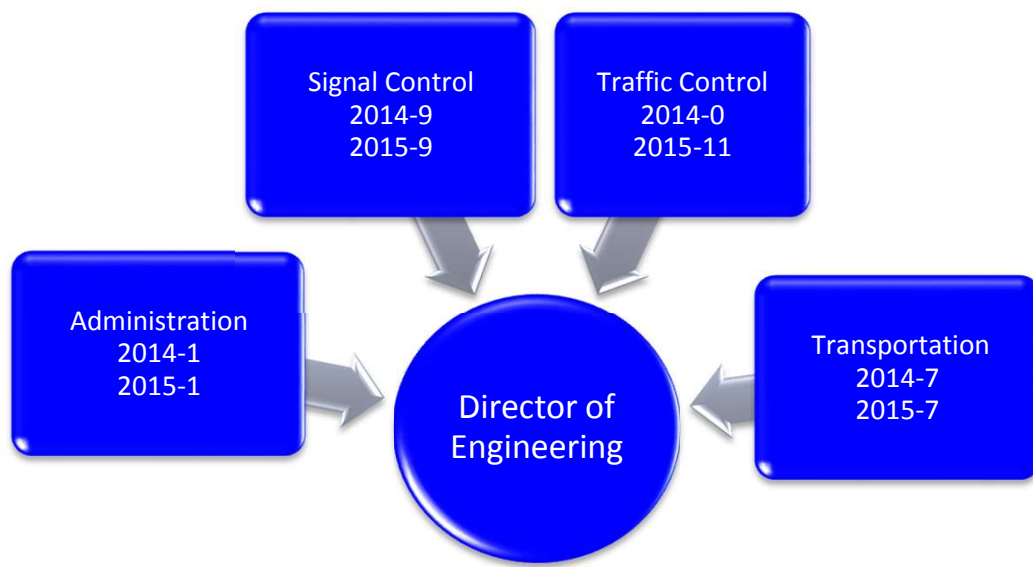 Signal Control
2014-9
2015-9
Traffic Control
2014-0
2015-11
Administration
2014-1
2015-1
Transportation
2014-7
2015-7
Director of
Engineering